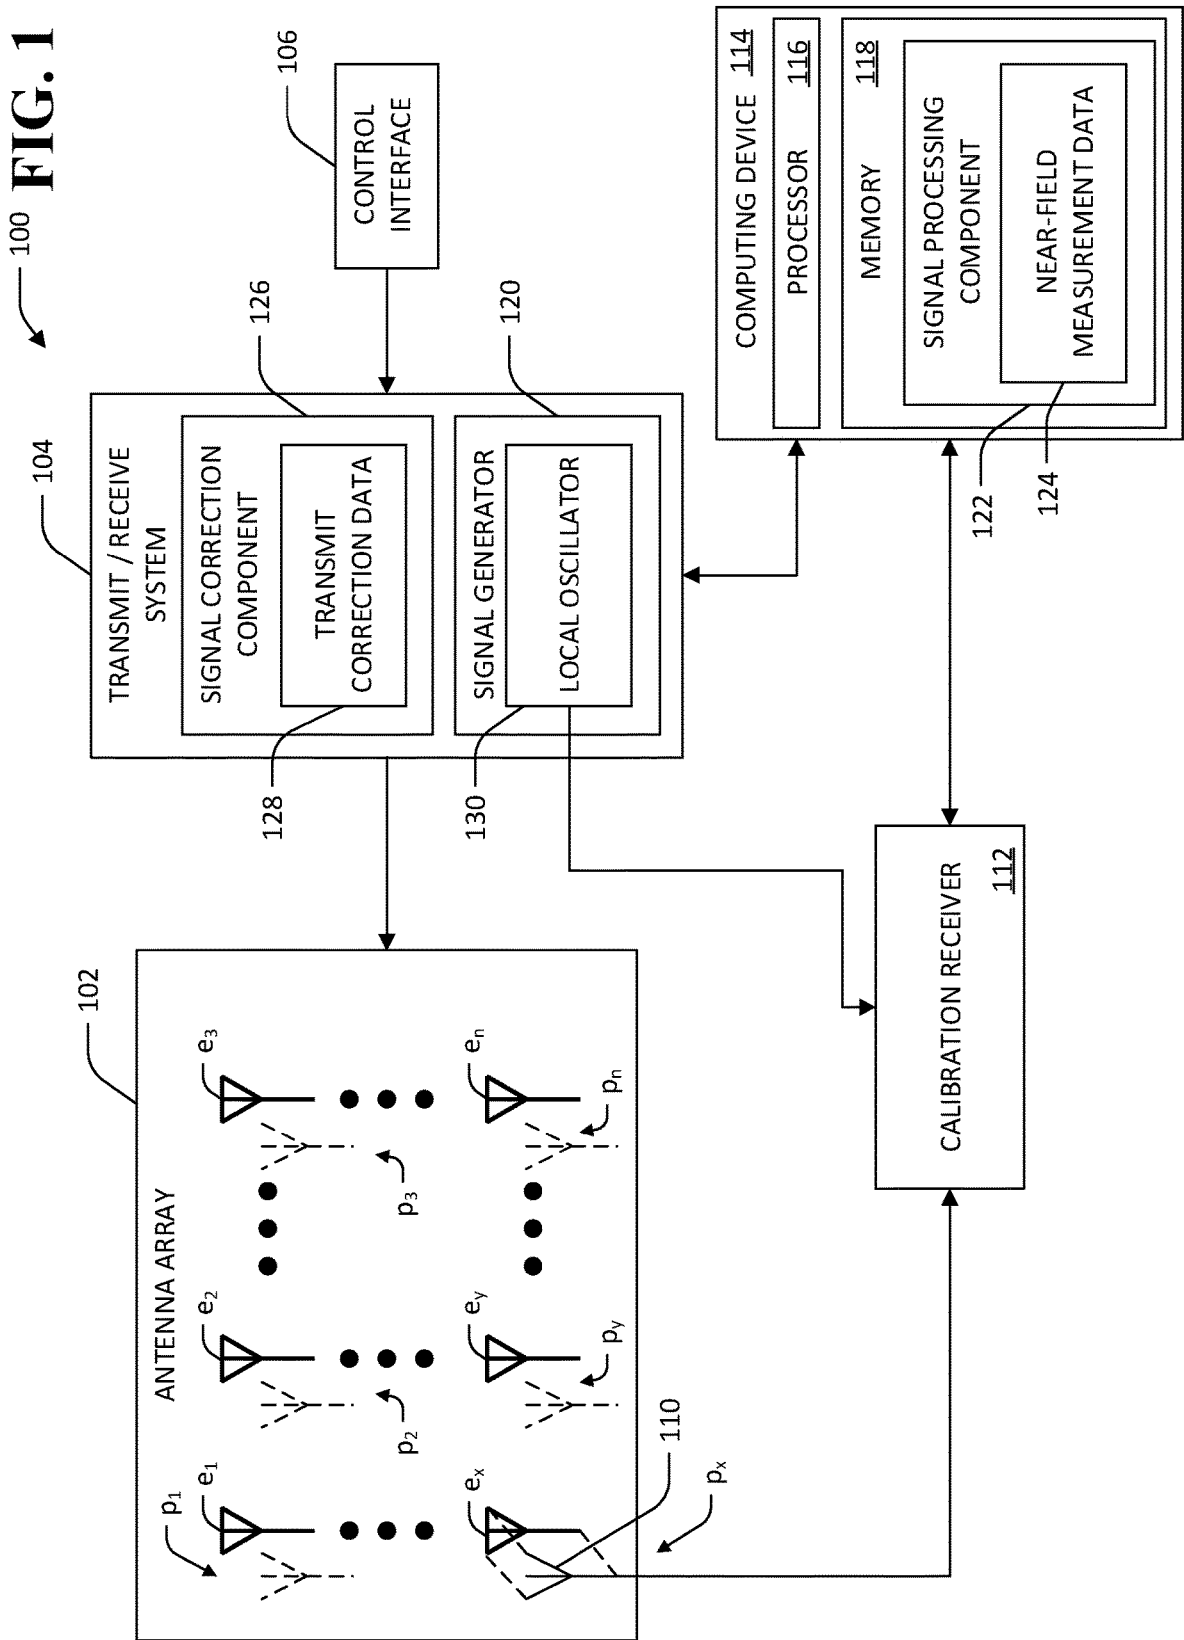 FIG. 1
100
102
ANTENNA ARRAY
p1
e1
e2
e3
p2
p3
ex
ey
en
110
px
py
pn
104
TRANSMIT / RECEIVE
SYSTEM
SIGNAL CORRECTION
COMPONENT
126
TRANSMIT
CORRECTION DATA
128
SIGNAL GENERATOR
120
LOCAL OSCILLATOR
130
106
CONTROL
INTERFACE
CALIBRATION RECEIVER
112
COMPUTING DEVICE 114
PROCESSOR 116
MEMORY 118
SIGNAL PROCESSING
COMPONENT
122
NEAR-FIELD
MEASUREMENT DATA
124